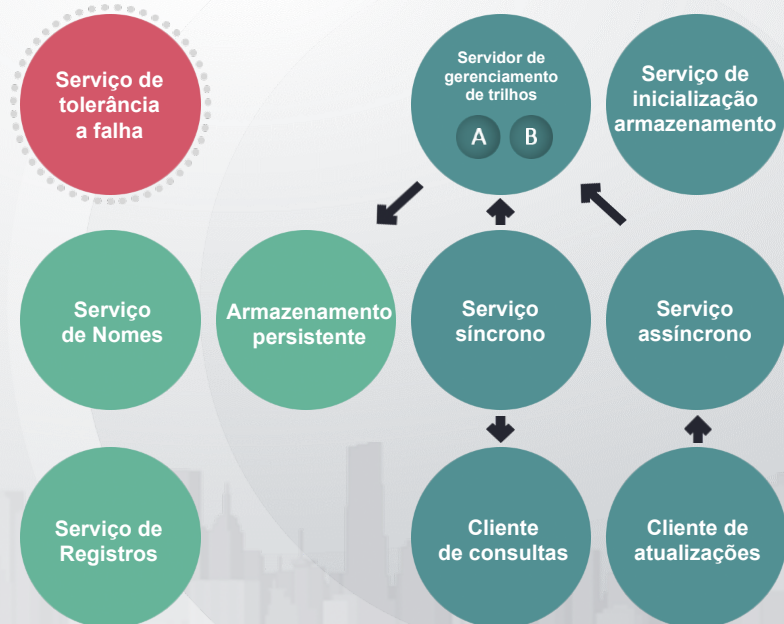 Serviço de
tolerância
a falha
Servidor de
gerenciamento
de trilhos
A B
Serviço de
inicialização
armazenamento
Serviço
de Nomes
Armazenamento
persistente
Serviço
síncrono
Serviço
assíncrono
Serviço de
Registros
Cliente
de consultas
Cliente de
atualizações